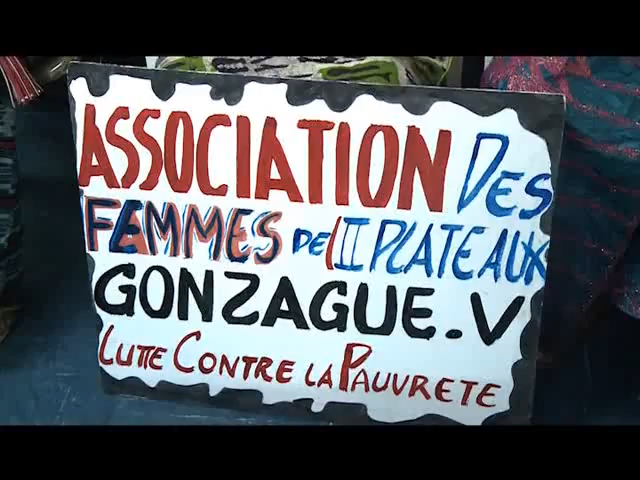 ASSOCIATION DES
FEMMES DE II PLATEAUX
GONZAGUE.V
LUTTE CONTRE LA PAUVRETE